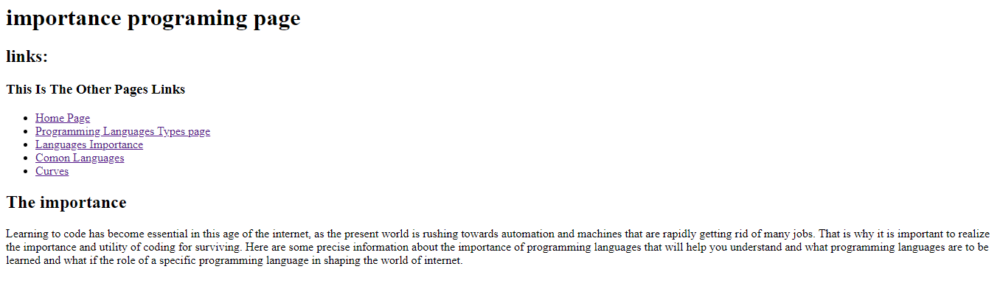 importance programing page
links:
This Is The Other Pages Links
Home Page
Programming Languages Types page
Languages Importance
Comon Languages
Curves
The importance
Learning to code has become essential in this age of the internet, as the present world is rushing towards automation and machines that are rapidly getting rid of many jobs. That is why it is important to realize
the importance and utility of coding for surviving. Here are some precise information about the importance of programming languages that will help you understand and what programming languages are to be
learned and what if the role of a specific programming language in shaping the world of internet.